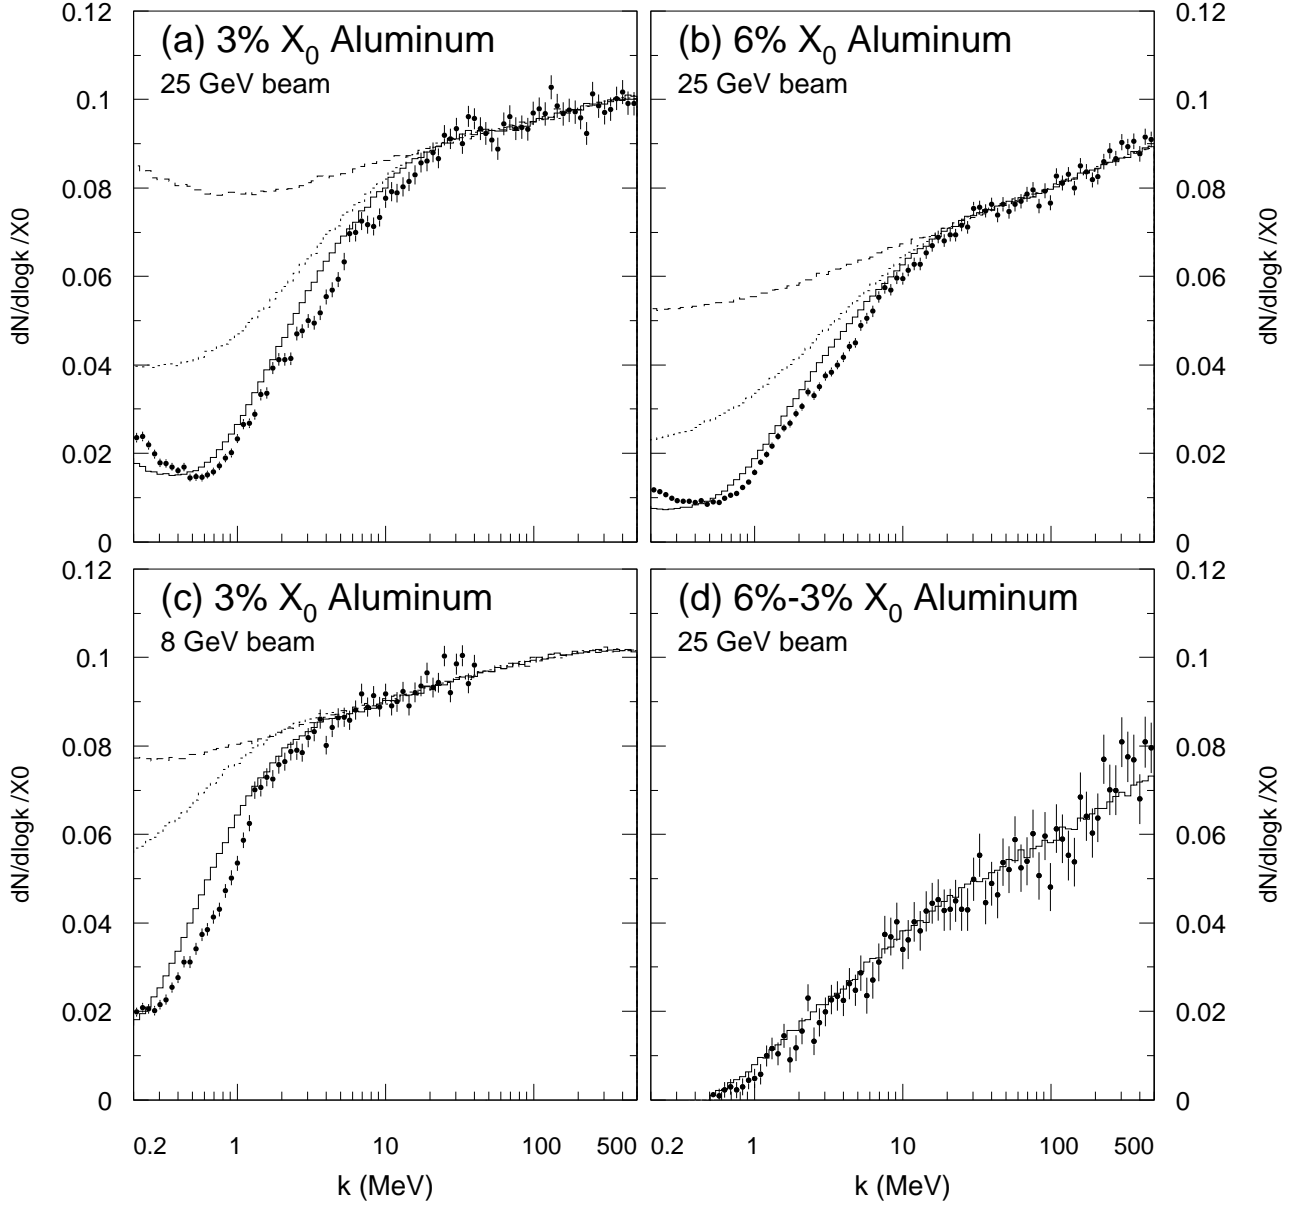 0.12
0.1
0.08
0.06
0.04
0.02
0
dN/dlogk /X0
(a) 3% X0 Aluminum
25 GeV beam
(b) 6% X0 Aluminum
25 GeV beam
0.12
0.1
0.08
0.06
0.04
0.02
0
dN/dlogk /X0
0.12
0.1
0.08
0.06
0.04
0.02
0
dN/dlogk /X0
(c) 3% X0 Aluminum
8 GeV beam
(d) 6%-3% X0 Aluminum
25 GeV beam
0.12
0.1
0.08
0.06
0.04
0.02
0
dN/dlogk /X0
0.2 1 10 100 500
k (MeV)
0.2 1 10 100 500
k (MeV)